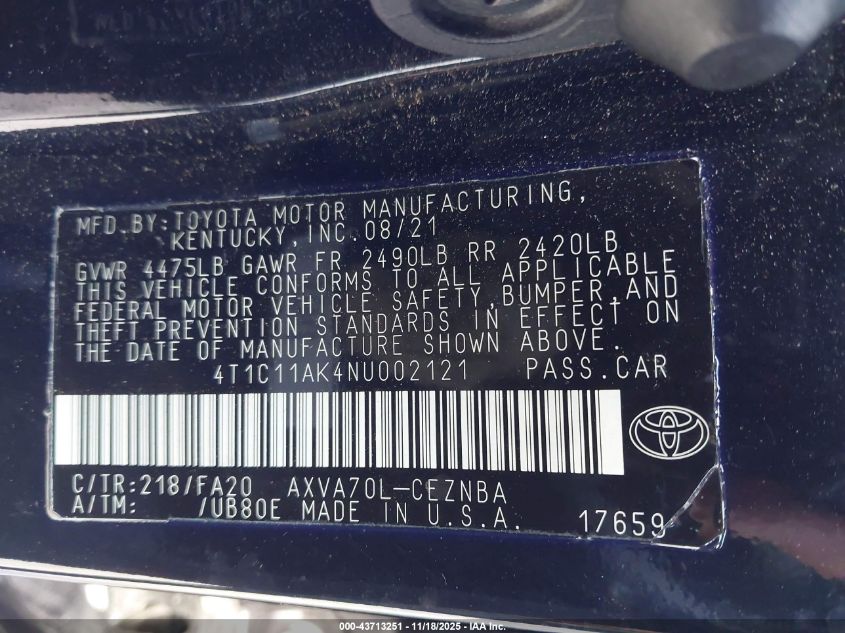 MFD.BY:TOYOTA MOTOR MANUFACTURING,
KENTUCKY,INC.08/21
GVWR 4475LB GAWR FR 2490LB RR 2420LB
THIS VEHICLE CONFORMS TO ALL APPLICABLE
FEDERAL MOTOR VEHICLE SAFETY,BUMPER,AND
THEFT PREVENTION STANDARDS IN EFFECT ON
THE DATE OF MANUFACTURE SHOWN ABOVE.
4T1C11AK4NU002121 PASS.CAR
C/TR:218/FA20 AXVA70L-CEZNBA
A/TM: /UB80E MADE IN U.S.A. 17659
000-43713251 - 11/18/2025 - IAA Inc.